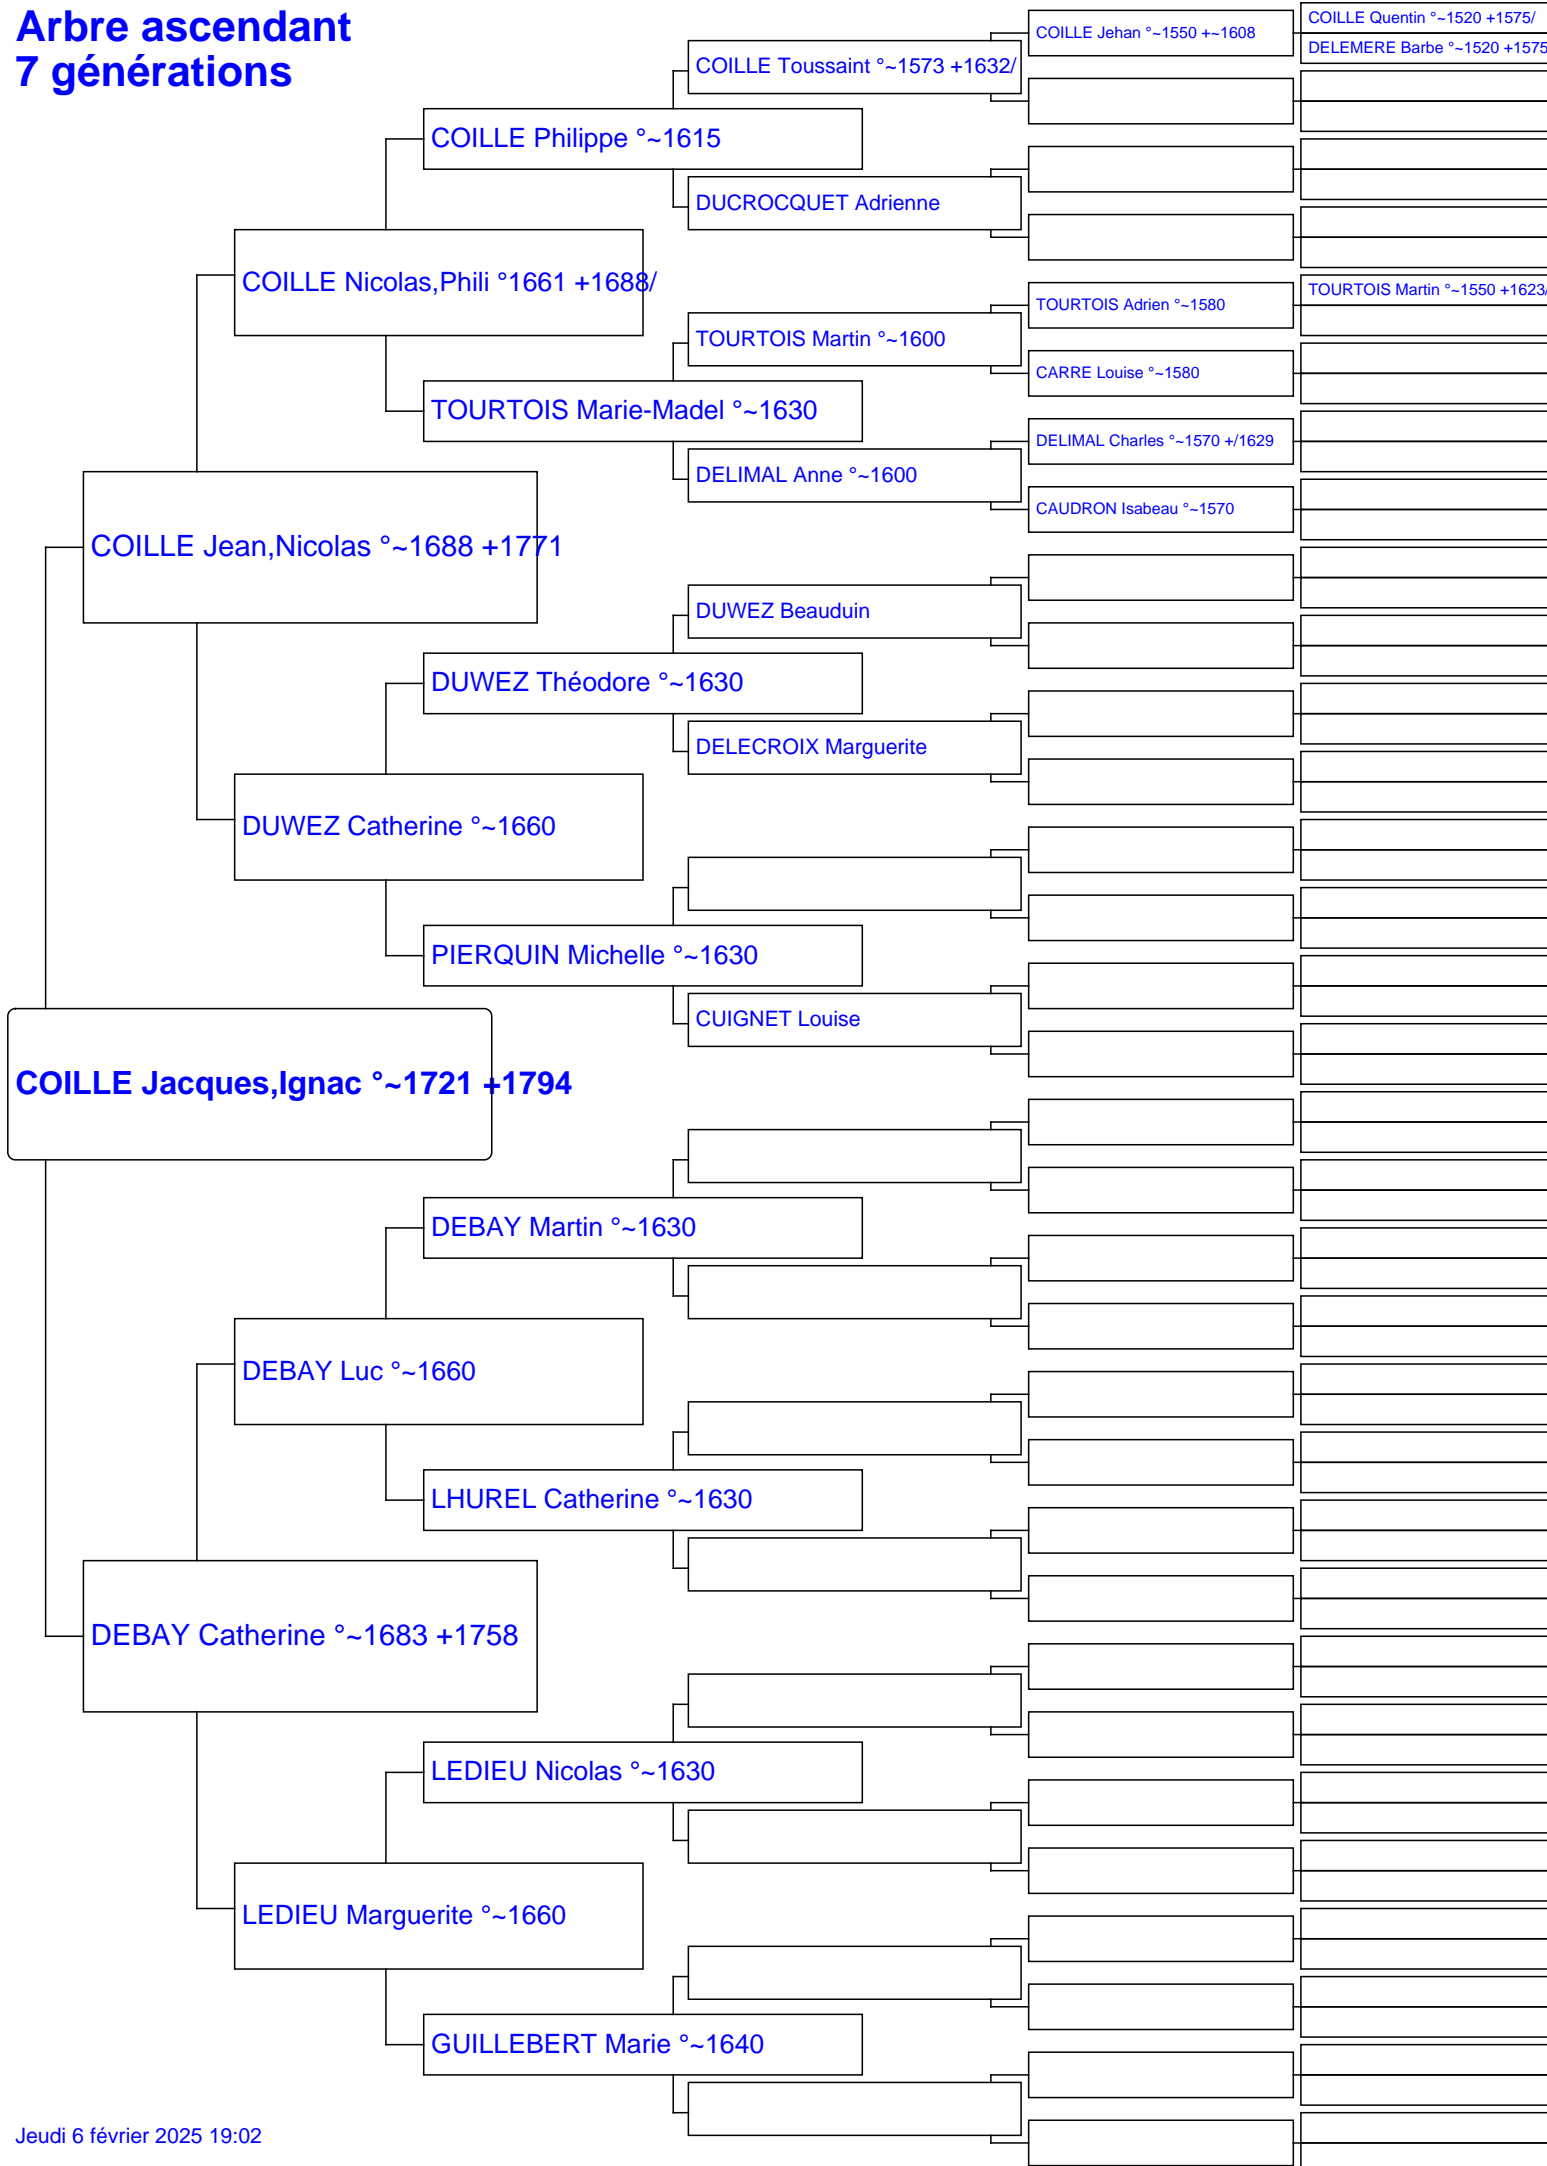 Arbre ascendant
7 générations
COILLE Jacques,Ignac °~1721 +1794
COILLE Jean,Nicolas °~1688 +1771
DEBAY Catherine °~1683 +1758
COILLE Nicolas,Phili °1661 +1688/
DUWEZ Catherine °~1660
DEBAY Luc °~1660
LEDIEU Marguerite °~1660
COILLE Philippe °~1615
TOURTOIS Marie-Madel °~1630
DUWEZ Théodore °~1630
PIERQUIN Michelle °~1630
DEBAY Martin °~1630
LHUREL Catherine °~1630
LEDIEU Nicolas °~1630
GUILLEBERT Marie °~1640
COILLE Toussaint °~1573 +1632/
DUCROCQUET Adrienne
TOURTOIS Martin °~1600
DELIMAL Anne °~1600
DUWEZ Beauduin
DELECROIX Marguerite
CUIGNET Louise
COILLE Jehan °~1550 +~1608
TOURTOIS Adrien °~1580
CARRE Louise °~1580
DELIMAL Charles °~1570 +/1629
CAUDRON Isabeau °~1570
COILLE Quentin °~1520 +1575/
DELEMERE Barbe °~1520 +1575
TOURTOIS Martin °~1550 +1623/
Jeudi 6 février 2025 19:02